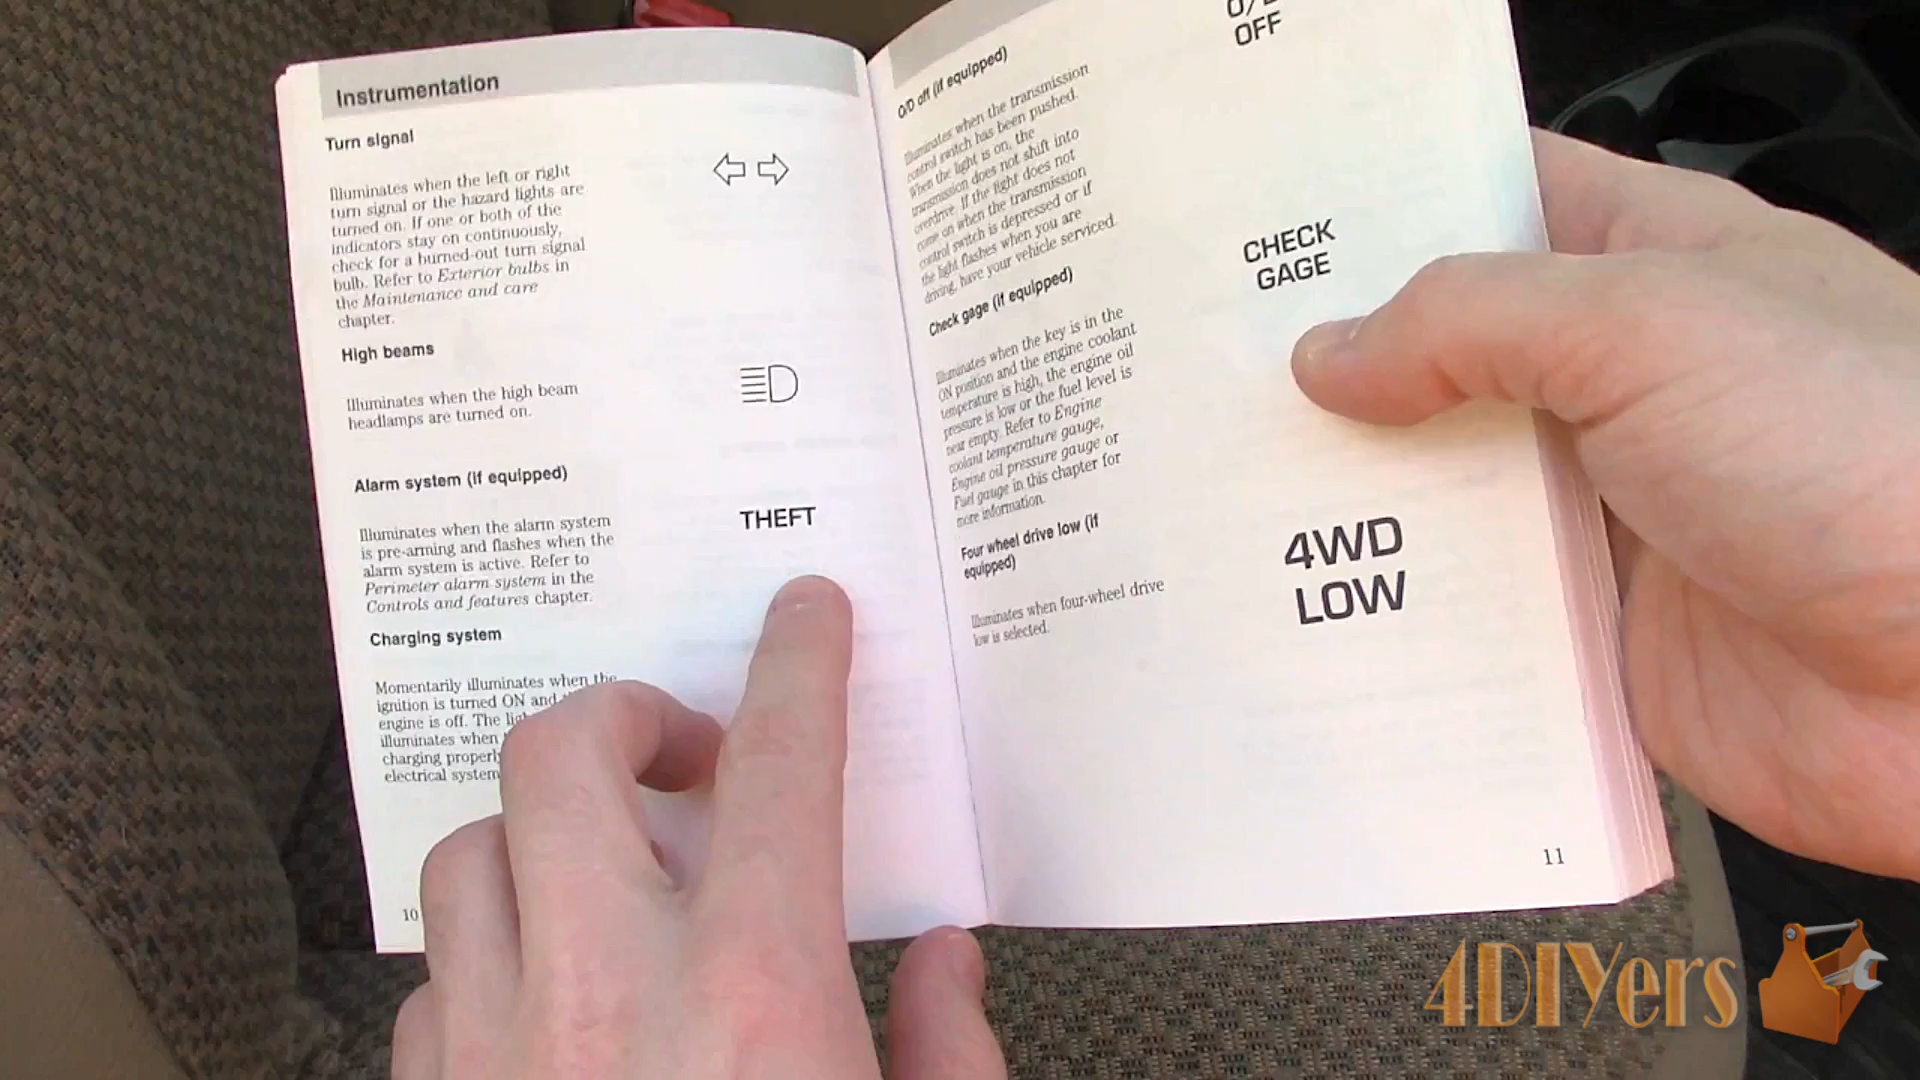 Instrumentation
Turn signal
Illuminates when the left or right
turn signal or the hazard lights are
turned on. If one or both of the
indicators stay on continuously,
check for a burned-out turn signal
bulb. Refer to Exterior bulbs in
the Maintenance and care
chapter.
High beams
Illuminates when the high beam
headlamps are turned on.
Alarm system (if equipped)
Illuminates when the alarm system
is pre-arming and flashes when the
alarm system is active. Refer to
Perimeter alarm system in the
Controls and features chapter.
THEFT
Charging system
Momentarily illuminates when the
ignition is turned ON and
engine is off. The
illuminates when
charging properly
electrical system
10
O/D off (if equipped)
Illuminates when the transmission
control switch has been pushed.
When the light is on, the
transmission does not shift into
overdrive. If the light does not
come on when the transmission
control switch is depressed or if
the light flashes when you are
driving, have your vehicle serviced.
OFF
Check gage (if equipped)
Illuminates when the key is in the
ON position and the engine coolant
temperature is high, the engine oil
pressure is low or the fuel level is
near empty. Refer to Engine
coolant temperature gauge,
Engine oil pressure gauge or
Fuel gauge in this chapter for
more information.
CHECK
GAGE
Four wheel drive low (if
equipped)
Illuminates when four-wheel drive
low is selected.
4WD
LOW
11
4DIYers